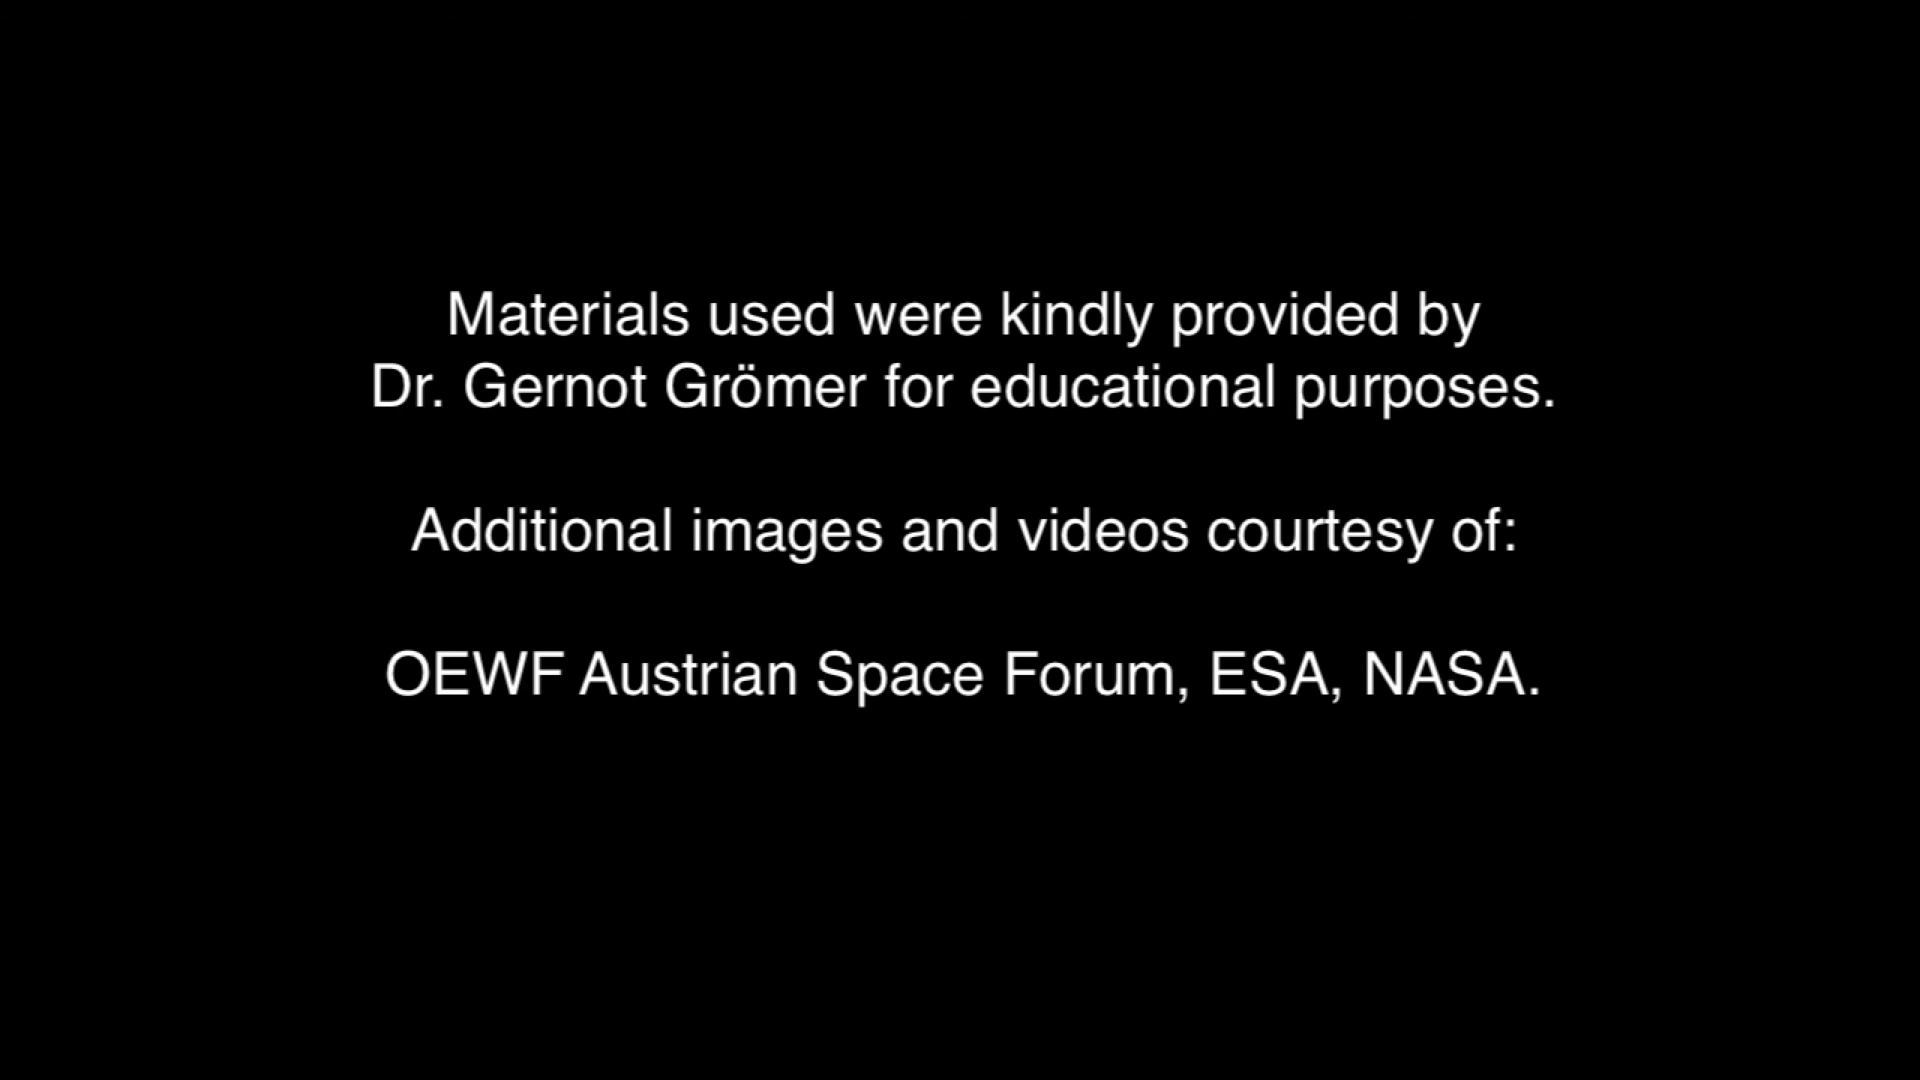 Materials used were kindly provided by
Dr. Gernot Grömer for educational purposes.
Additional images and videos courtesy of:
OEWF Austrian Space Forum, ESA, NASA.